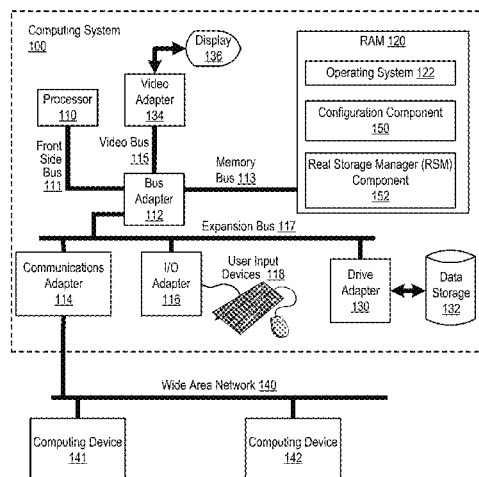 Computing System
100
Display
136
RAM 120
Operating System 122
Configuration Component
150
Real Storage Manager (RSM)
Component
152
Processor
110
Video
Adapter
134
Front
Side
Bus
111
Video Bus
115
Memory
Bus 113
Bus
Adapter
112
Expansion Bus 117
Communications
Adapter
114
I/O
Adapter
116
User Input
Devices 118
Drive
Adapter
130
Data
Storage
132
Wide Area Network 140
Computing Device
141
Computing Device
142